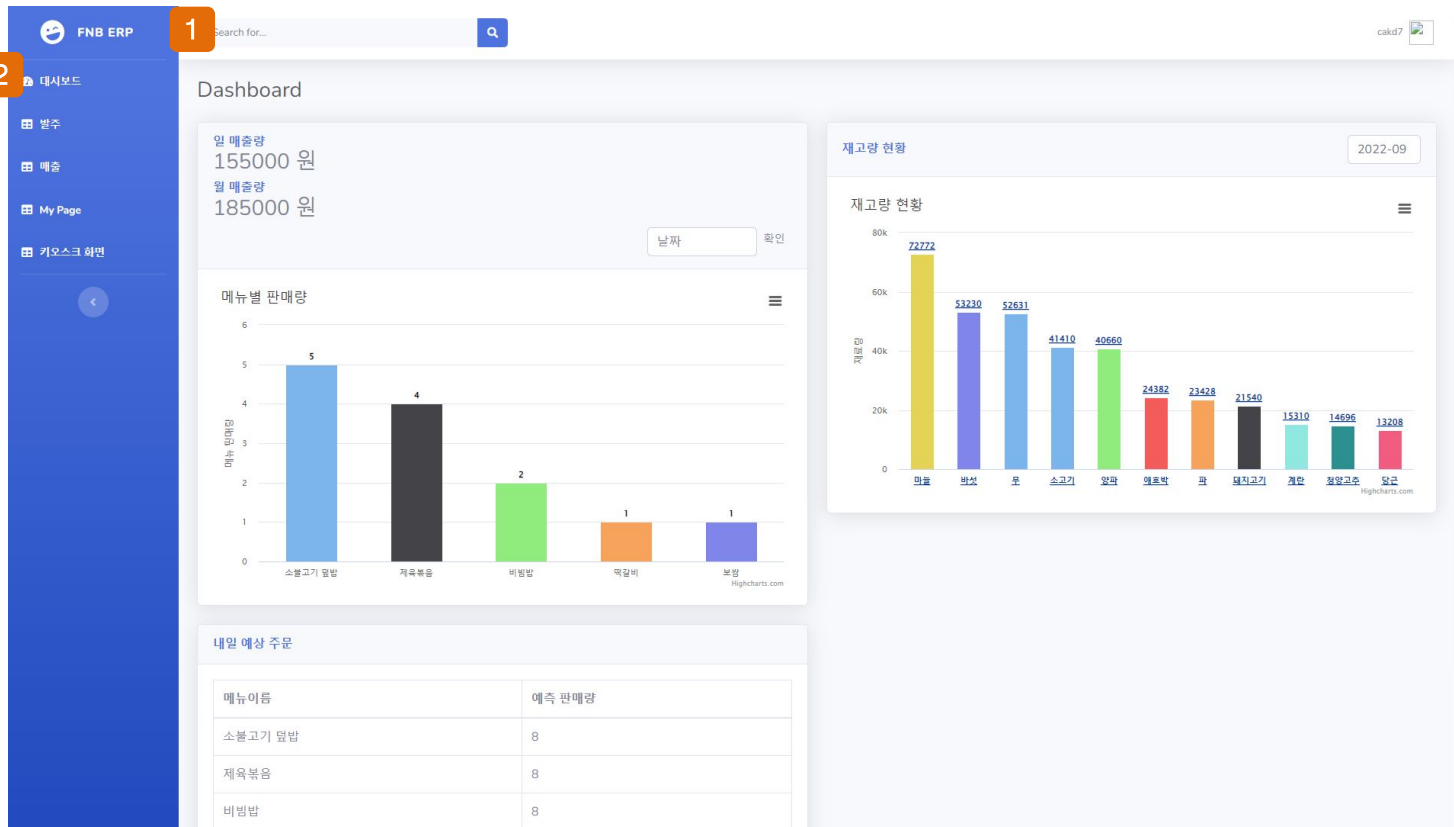 FNB ERP
1
Search for...
cakd7
2
대시보드
발주
매출
My Page
키오스크 화면
Dashboard
일 매출량
155000 원
월 매출량
185000 원
날짜
확인
메뉴별 판매량
6
5
4
3
2
1
0
메뉴 판매량
5
4
2
1
1
소불고기 덮밥
제육볶음
비빔밥
떡갈비
보쌈
Highcharts.com
재고량 현황
2022-09
재고량 현황
80k
60k
40k
20k
0
재료량
72772
53230
52631
41410
40660
24382
23428
21540
15310
14696
13208
마늘
버섯
무
소고기
양파
애호박
파
돼지고기
계란
청양고추
당근
Highcharts.com
내일 예상 주문
메뉴이름 예측 판매량
소불고기 덮밥 8
제육볶음 8
비빔밥 8